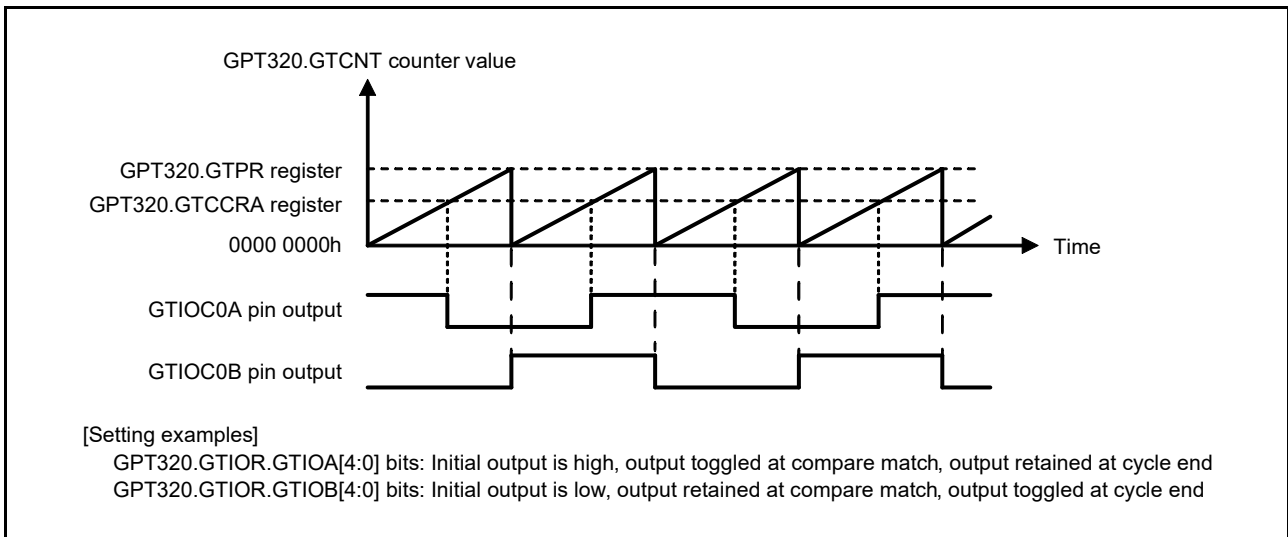 GPT320.GTCNT counter value
GPT320.GTPR register
GPT320.GTCCRA register
0000 0000h
Time
GTIOC0A pin output
GTIOC0B pin output
[Setting examples]
GPT320.GTIOR.GTIOA[4:0] bits: Initial output is high, output toggled at compare match, output retained at cycle end
GPT320.GTIOR.GTIOB[4:0] bits: Initial output is low, output retained at compare match, output toggled at cycle end